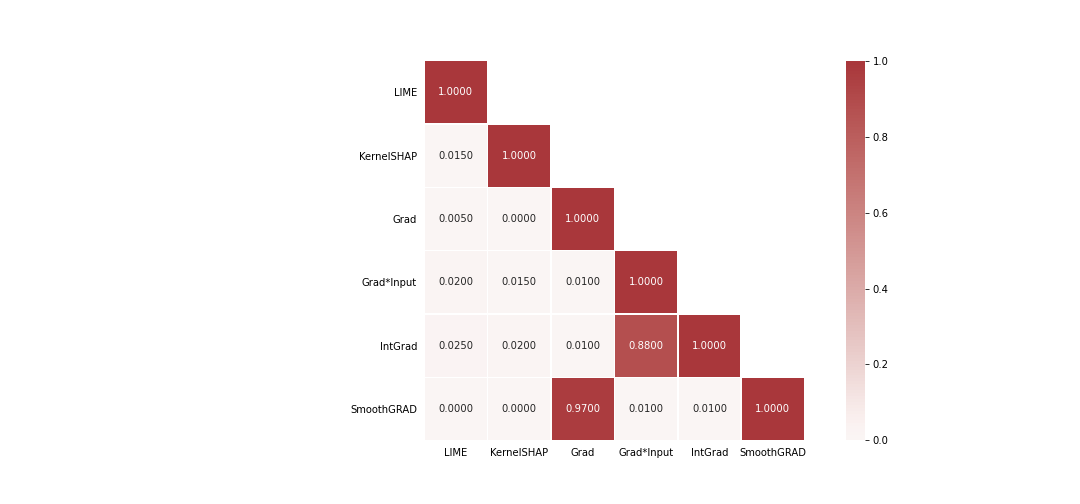 LIME 1.0000
KernelSHAP 0.0150 1.0000
Grad 0.0050 0.0000 1.0000
Grad*Input 0.0200 0.0150 0.0100 1.0000
IntGrad 0.0250 0.0200 0.0100 0.8800 1.0000
SmoothGRAD 0.0000 0.0000 0.9700 0.0100 0.0100 1.0000
LIME KernelSHAP Grad Grad*Input IntGrad SmoothGRAD
1.0
0.8
0.6
0.4
0.2
0.0